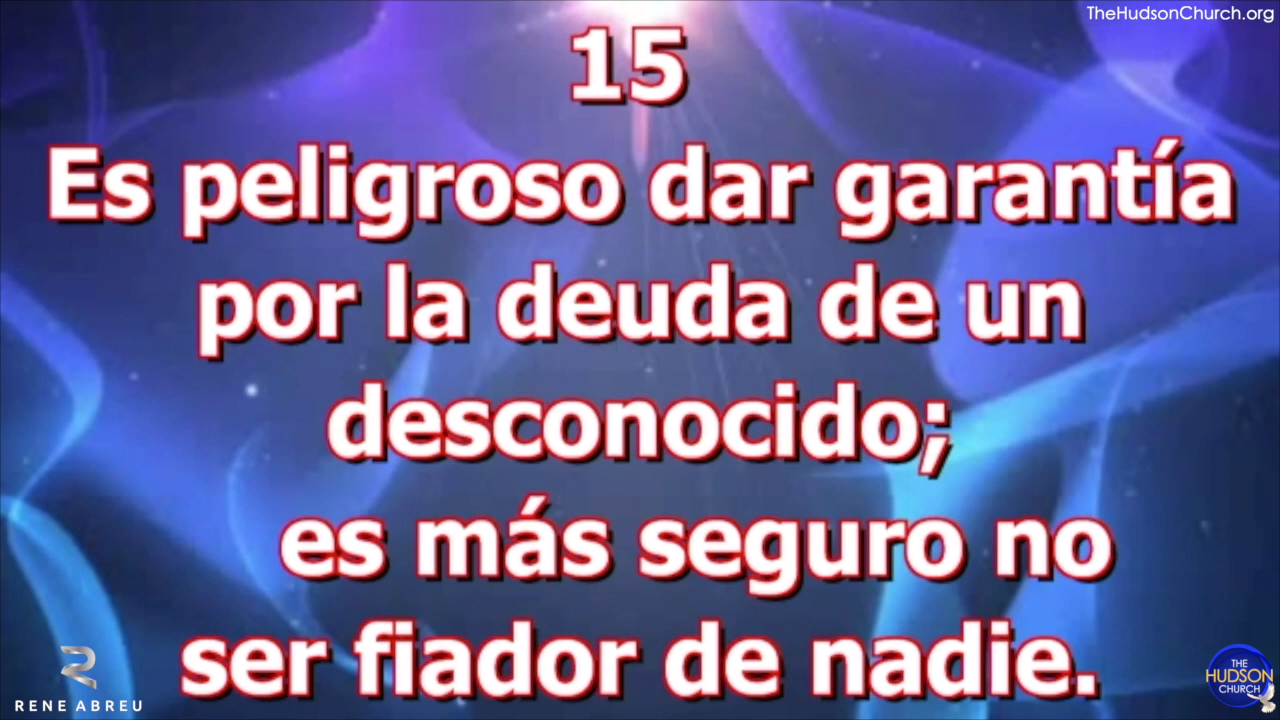 TheHudsonChurch.org
15
Es peligroso dar garantía
por la deuda de un
desconocido;
es más seguro no
ser fiador de nadie.
RENE ABREU
THE
HUDSON
CHURCH